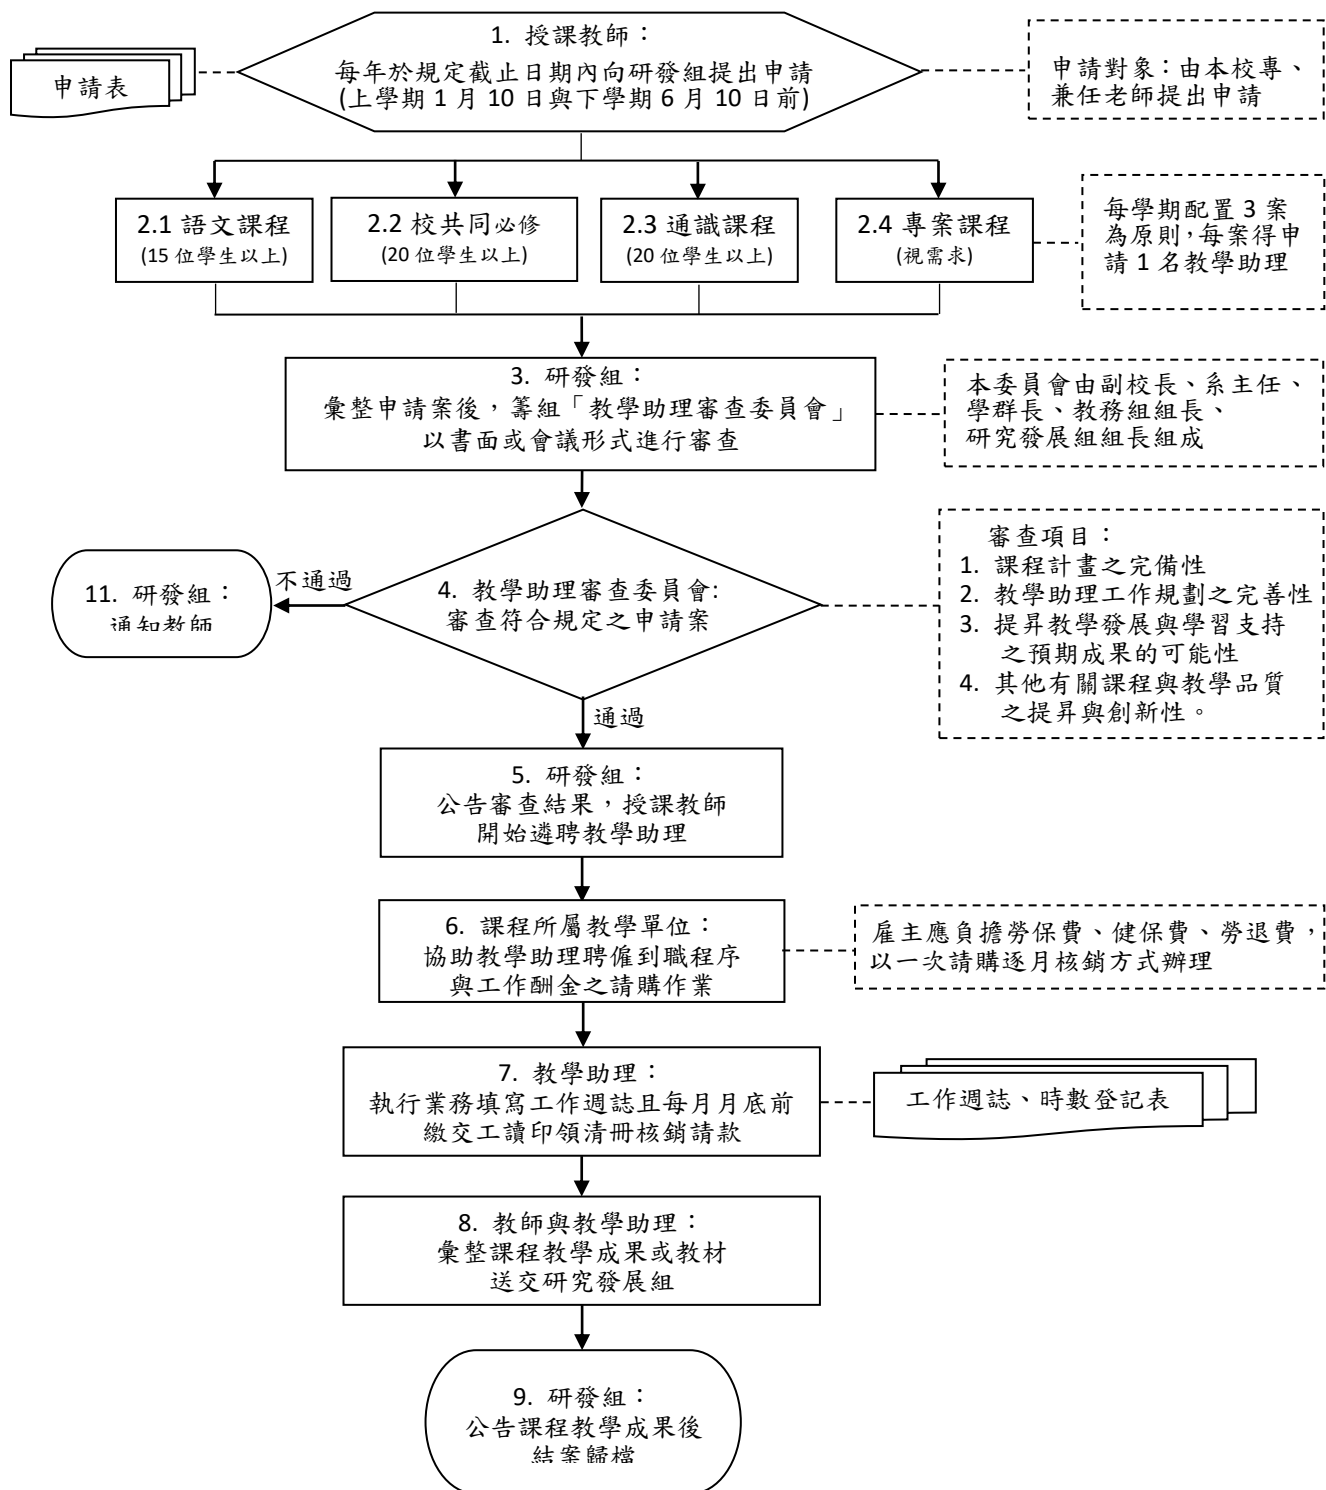 申請表
1. 授課教師：
每年於規定截止日期內向研發組提出申請
(上學期 1 月 10 日與下學期 6 月 10 日前)
申請對象：由本校專、
兼任老師提出申請
2.1 語文課程
(15 位學生以上)
2.2 校共同必修
(20 位學生以上)
2.3 通識課程
(20 位學生以上)
2.4 專案課程
(視需求)
每學期配置 3 案
為原則，每案得申
請 1 名教學助理
3. 研發組：
彙整申請案後，籌組「教學助理審查委員會」
以書面或會議形式進行審查
本委員會由副校長、系主任、
學群長、教務組組長、
研究發展組組長組成
4. 教學助理審查委員會:
審查符合規定之申請案
不通過
11. 研發組：
通知教師
審查項目：
1. 課程計畫之完備性
2. 教學助理工作規劃之完善性
3. 提昇教學發展與學習支持
之預期成果的可能性
4. 其他有關課程與教學品質
之提昇與創新性。
通過
5. 研發組：
公告審查結果，授課教師
開始遴聘教學助理
6. 課程所屬教學單位：
協助教學助理聘僱到職程序
與工作酬金之請購作業
雇主應負擔勞保費、健保費、勞退費，
以一次請購逐月核銷方式辦理
7. 教學助理：
執行業務填寫工作週誌且每月月底前
繳交工讀印領清冊核銷請款
工作週誌、時數登記表
8. 教師與教學助理：
彙整課程教學成果或教材
送交研究發展組
9. 研發組：
公告課程教學成果後
結案歸檔